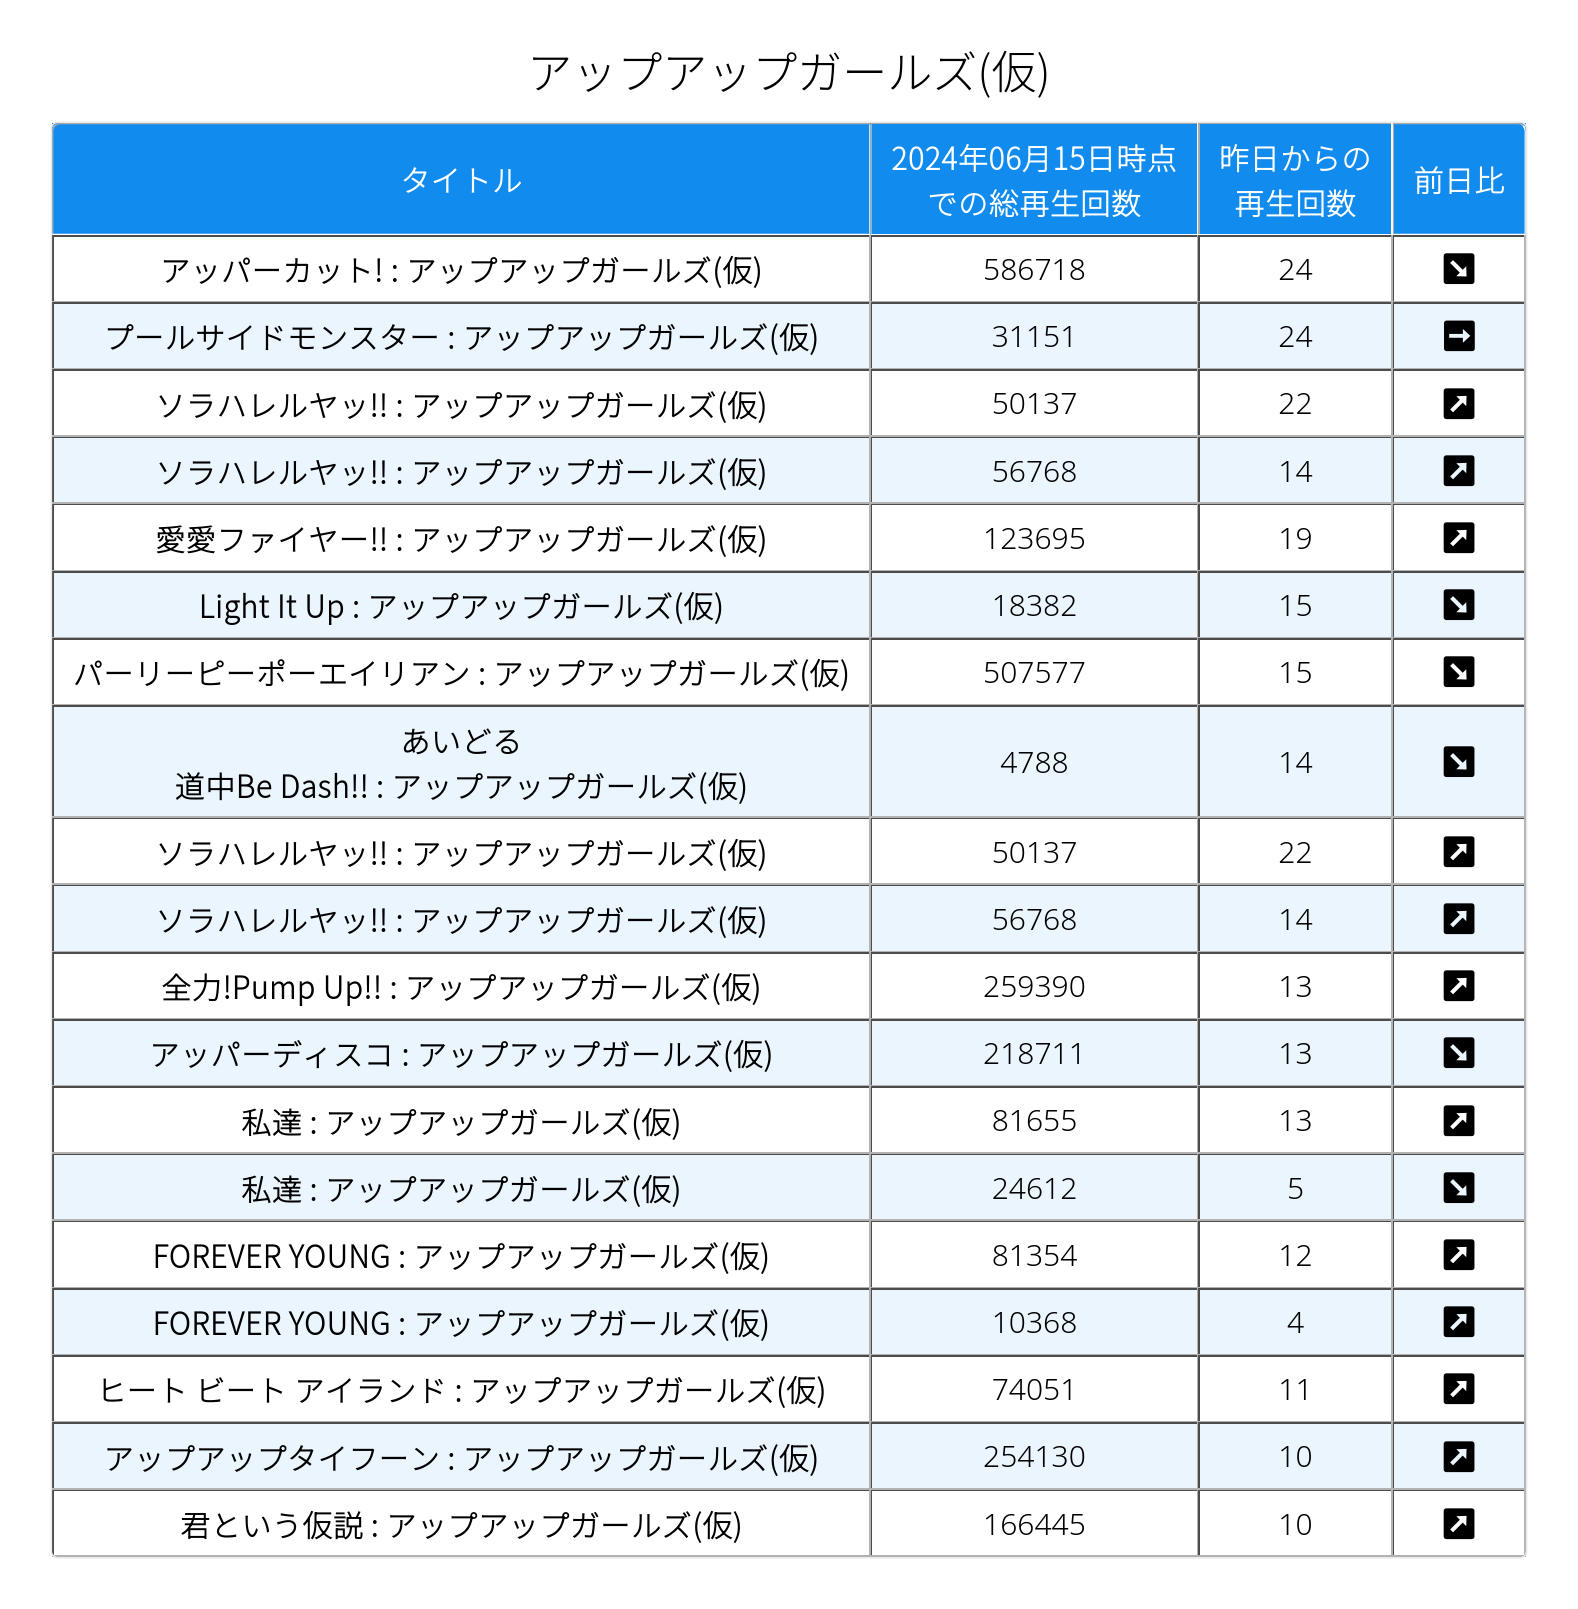 アップアップガールズ(仮)
タイトル
2024年06月15日時点
での総再生回数
昨日からの
再生回数
前日比
アッパーカット! : アップアップガールズ(仮) 586718 24
プールサイドモンスター : アップアップガールズ(仮) 31151 24
ソラハレルヤッ!! : アップアップガールズ(仮) 50137 22
ソラハレルヤッ!! : アップアップガールズ(仮) 56768 14
愛愛ファイヤー!! : アップアップガールズ(仮) 123695 19
Light It Up : アップアップガールズ(仮) 18382 15
パーリーピーポーエイリアン : アップアップガールズ(仮) 507577 15
あいどる
道中Be Dash!! : アップアップガールズ(仮) 4788 14
ソラハレルヤッ!! : アップアップガールズ(仮) 50137 22
ソラハレルヤッ!! : アップアップガールズ(仮) 56768 14
全力!Pump Up!! : アップアップガールズ(仮) 259390 13
アッパーディスコ : アップアップガールズ(仮) 218711 13
私達 : アップアップガールズ(仮) 81655 13
私達 : アップアップガールズ(仮) 24612 5
FOREVER YOUNG : アップアップガールズ(仮) 81354 12
FOREVER YOUNG : アップアップガールズ(仮) 10368 4
ヒート ビート アイランド : アップアップガールズ(仮) 74051 11
アップアップタイフーン : アップアップガールズ(仮) 254130 10
君という仮説 : アップアップガールズ(仮) 166445 10